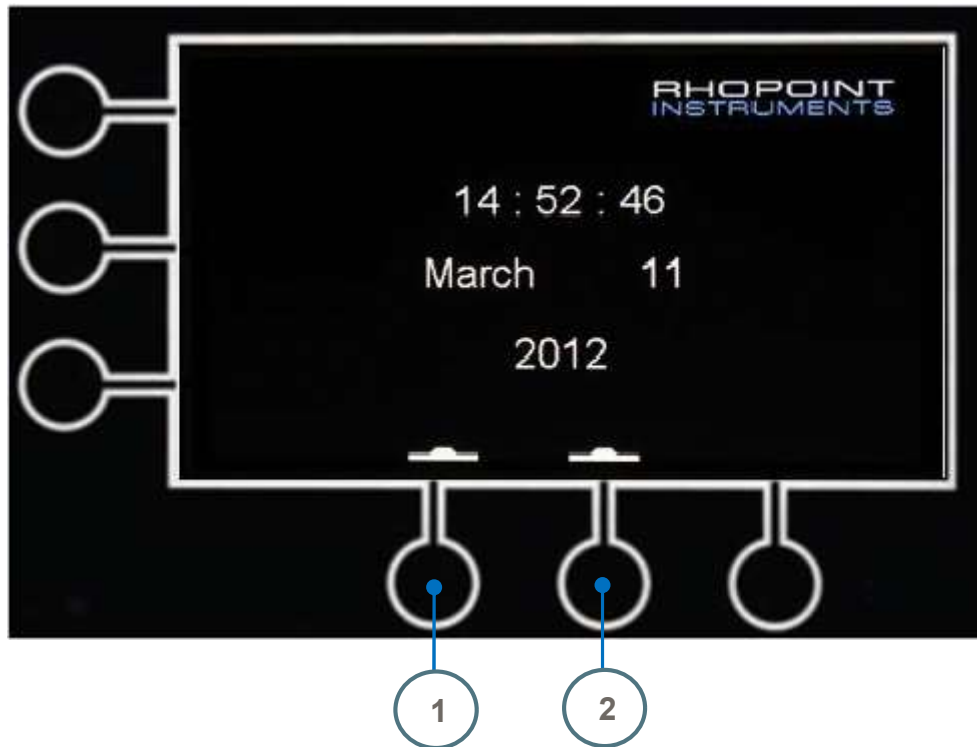 RHOPOINT
INSTRUMENTS
14 : 52 : 46
March 11
2012
1
2